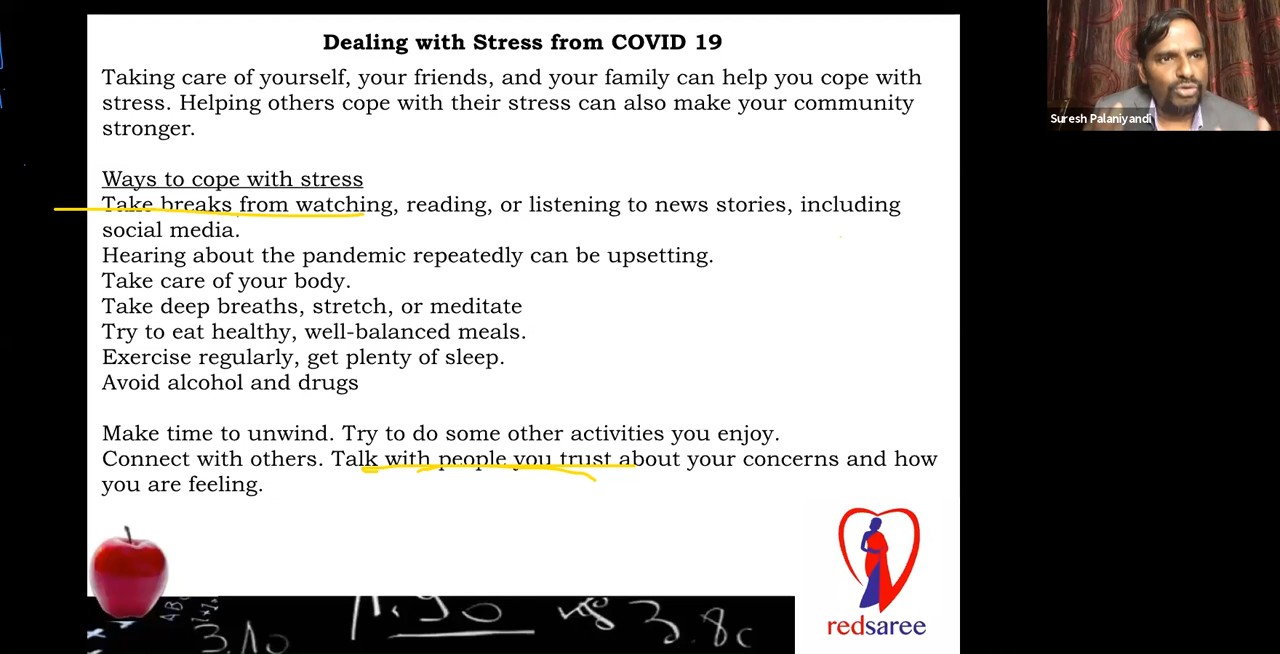 Dealing with Stress from COVID 19
Taking care of yourself, your friends, and your family can help you cope with
stress. Helping others cope with their stress can also make your community
stronger.
Ways to cope with stress
Take breaks from watching, reading, or listening to news stories, including
social media.
Hearing about the pandemic repeatedly can be upsetting.
Take care of your body.
Take deep breaths, stretch, or meditate
Try to eat healthy, well-balanced meals.
Exercise regularly, get plenty of sleep.
Avoid alcohol and drugs
Make time to unwind. Try to do some other activities you enjoy.
Connect with others. Talk with people you trust about your concerns and how
you are feeling.
Suresh Palaniyandi
redsaree